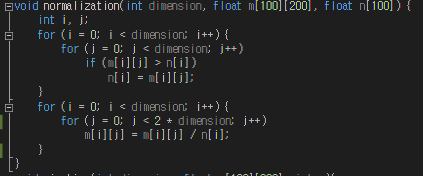 void normalization(int dimension, float m[100][200], float n[100]) {
int i, j;
for (i = 0; i < dimension; i++) {
for (j = 0; j < dimension; j++)
if (m[i][j] > n[i])
n[i] = m[i][j];
}
for (i = 0; i < dimension; i++) {
for (j = 0; j < 2 * dimension; j++)
m[i][j] = m[i][j] / n[i];
}
}